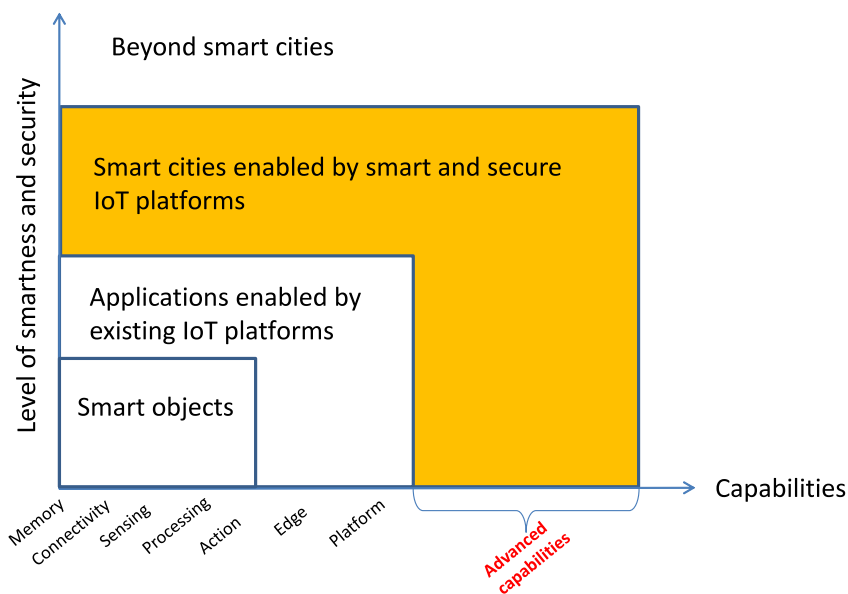 Beyond smart cities
Level of smartness and security
Smart cities enabled by smart and secure
IoT platforms
Applications enabled by
existing IoT platforms
Smart objects
Capabilities
Memory
Connectivity
Sensing
Processing
Action
Edge
Platform
Advanced
capabilities